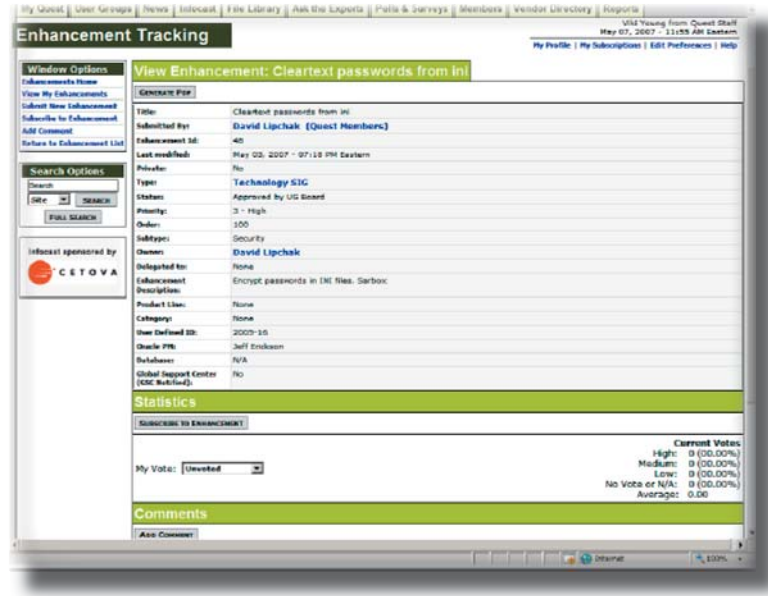 My Quest | User Groups | News | Infocast | File Library | Ask the Experts | Polls & Surveys | Members | Vendor Directory | Reports
Enhancement Tracking
Young from Quest Staff
May 07, 2007 - 11:55 AM Eastern
My Profile | My Subscriptions | Edit Preferences | Help
Window Options
Enhancements Home
View My Enhancements
Submit New Enhancement
Subscribe to Enhancement
Add Comment
Return to Enhancement List
Search Options
Search
Site
SEARCH
FULL SEARCH
Infocast sponsored by
CETOVA
View Enhancement: Cleartext passwords from ini
GENERATE PDF
Title: Cleartext passwords from ini
Submitted By: David Lipchak (Quest Members)
Enhancement Id: 48
Last modified: May 03, 2007 - 07:18 PM Eastern
Private: No
Type: Technology SIG
Status: Approved by UG Board
Priority: 3 - High
Order: 100
Subtype: Security
Owner: David Lipchak
Delegated to: None
Enhancement Description: Encrypt passwords in INI files. Sarbox
Product Line: None
Category: None
User Defined ID: 2005-16
Oracle PM: Jeff Erickson
Database: N/A
Global Support Center (GSC Notified): No
Statistics
SUBSCRIBE TO ENHANCEMENT
My Vote: Unvoted
Current Votes
High: 0 (00.00%)
Medium: 0 (00.00%)
Low: 0 (00.00%)
No Vote or N/A: 0 (00.00%)
Average: 0.00
Comments
ADD COMMENT
Internet
100%